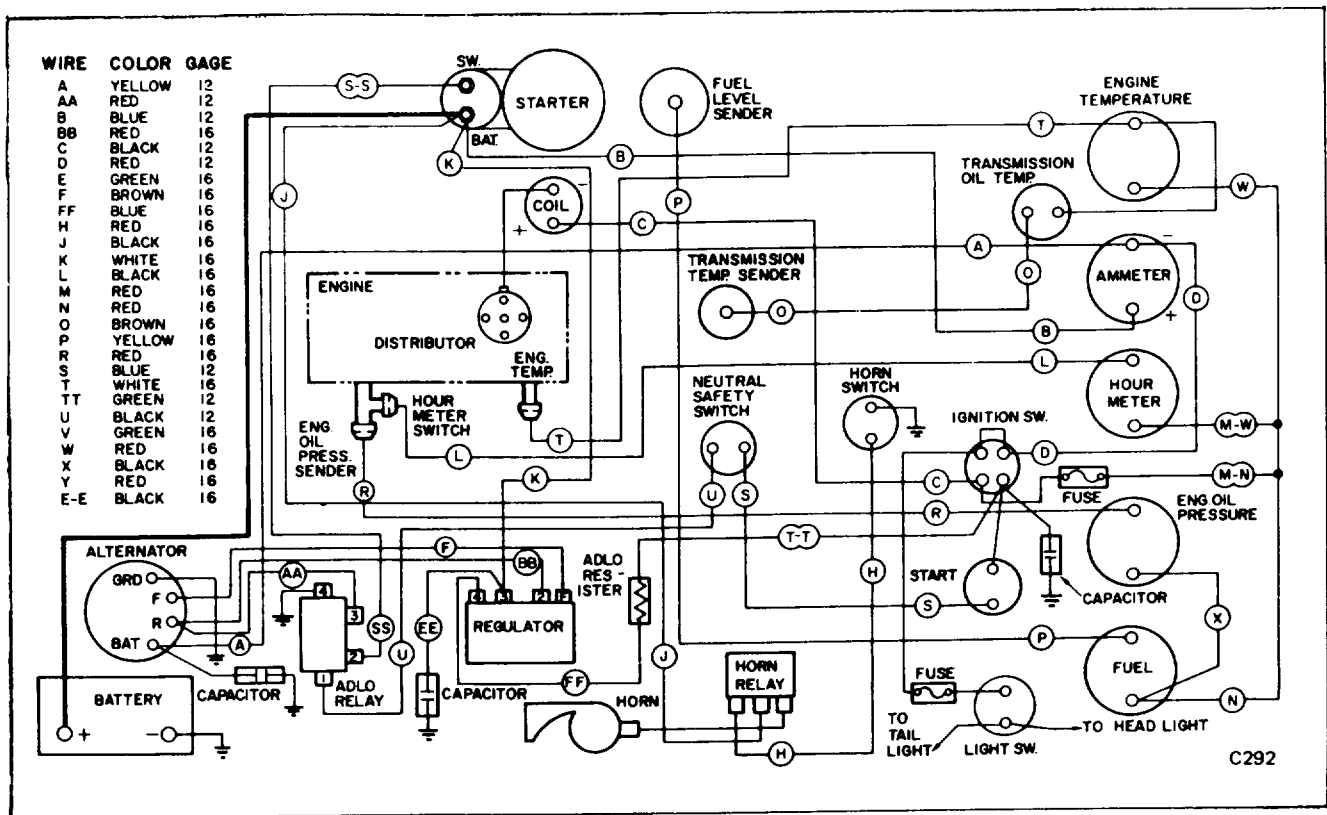 WIRE COLOR GAGE
A YELLOW 12
AA RED 12
B BLUE 12
BB RED 16
C BLACK 12
D RED 12
E GREEN 16
F BROWN 16
FF BLUE 16
H RED 16
J BLACK 16
K WHITE 16
L BLACK 16
M RED 16
N RED 16
O BROWN 16
P YELLOW 16
R RED 16
S BLUE 12
T WHITE 16
TT GREEN 12
U BLACK 12
V GREEN 16
W RED 16
X BLACK 16
Y RED 16
E-E BLACK 16
S-S
SW.
STARTER
BAT.
K
B
J
FUEL
LEVEL
SENDER
P
ENGINE
TEMPERATURE
T
W
TRANSMISSION
OIL TEMP.
O
COIL
-
+
C
A
AMMETER
-
+
D
B
TRANSMISSION
TEMP. SENDER
O
ENGINE
DISTRIBUTOR
ENG.
TEMP.
HOUR
METER
SWITCH
ENG.
OIL
PRESS.
SENDER
T
L
K
R
L
HOUR
METER
M-W
NEUTRAL
SAFETY
SWITCH
U
S
HORN
SWITCH
IGNITION SW.
D
C
FUSE
M-N
R
ENG OIL
PRESSURE
T-T
START
S
CAPACITOR
X
H
P
FUEL
N
ALTERNATOR
GRD
F
R
BAT
A
AA
F
BB
4
3
2
1
ADLO
RELAY
SS
U
EE
CAPACITOR
4
3
2
REGULATOR
FF
ADLO
RES-
ISTER
J
HORN
RELAY
HORN
H
CAPACITOR
BATTERY
+
-
FUSE
TO
TAIL
LIGHT
LIGHT SW.
TO HEAD LIGHT
C292